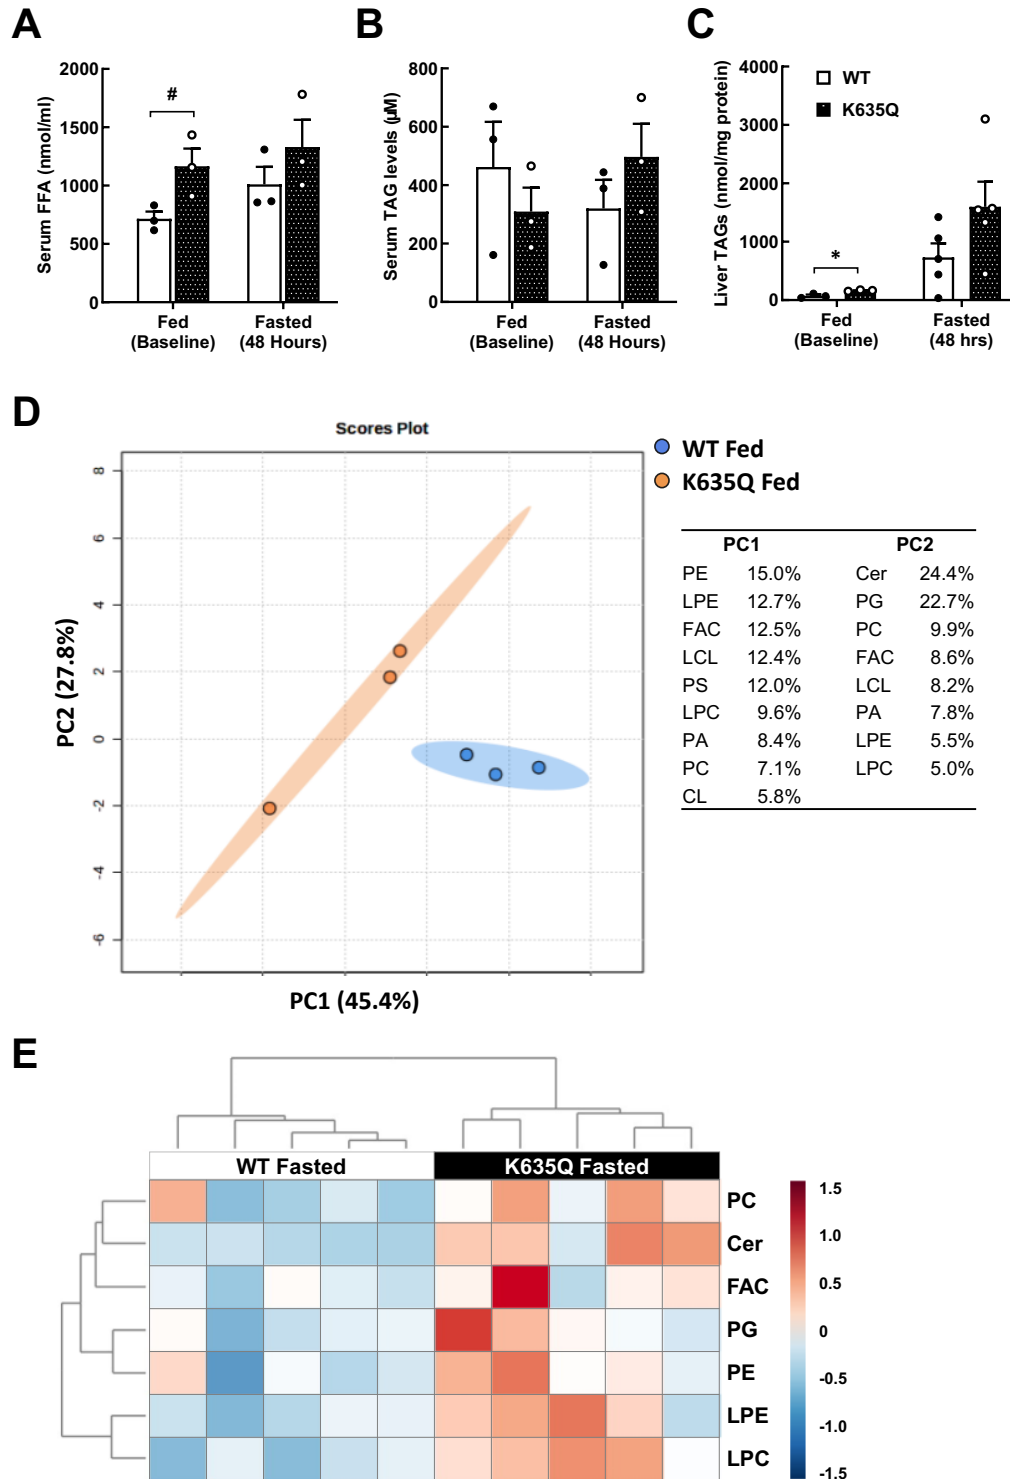 A
B
C
2000
1500
1000
500
0
Serum FFA (nmol/ml)
#
Fed
(Baseline)
Fasted
(48 Hours)
800
600
400
200
0
Serum TAG levels (µM)
Fed
(Baseline)
Fasted
(48 Hours)
4000
3000
2000
1000
0
Liver TAGs (nmol/mg protein)
WT
K635Q
*
Fed
(Baseline)
Fasted
(48 hrs)
D
Scores Plot
WT Fed
K635Q Fed
8
6
4
2
0
-2
-4
-6
PC2 (27.8%)
PC1 (45.4%)
PC1 PC2
PE 15.0% Cer 24.4%
LPE 12.7% PG 22.7%
FAC 12.5% PC 9.9%
LCL 12.4% FAC 8.6%
PS 12.0% LCL 8.2%
LPC 9.6% PA 7.8%
PA 8.4% LPE 5.5%
PC 7.1% LPC 5.0%
CL 5.8%
E
WT Fasted K635Q Fasted
PC
Cer
FAC
PG
PE
LPE
LPC
1.5
1.0
0.5
0
-0.5
-1.0
-1.5